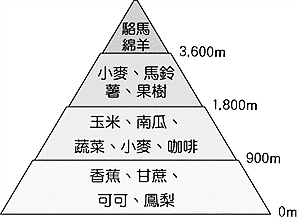 駱馬
綿羊
3,600m
小麥、馬鈴
薯、果樹
1,800m
玉米、南瓜、
蔬菜、小麥、咖啡
900m
香蕉、甘蔗、
可可、鳳梨
0m